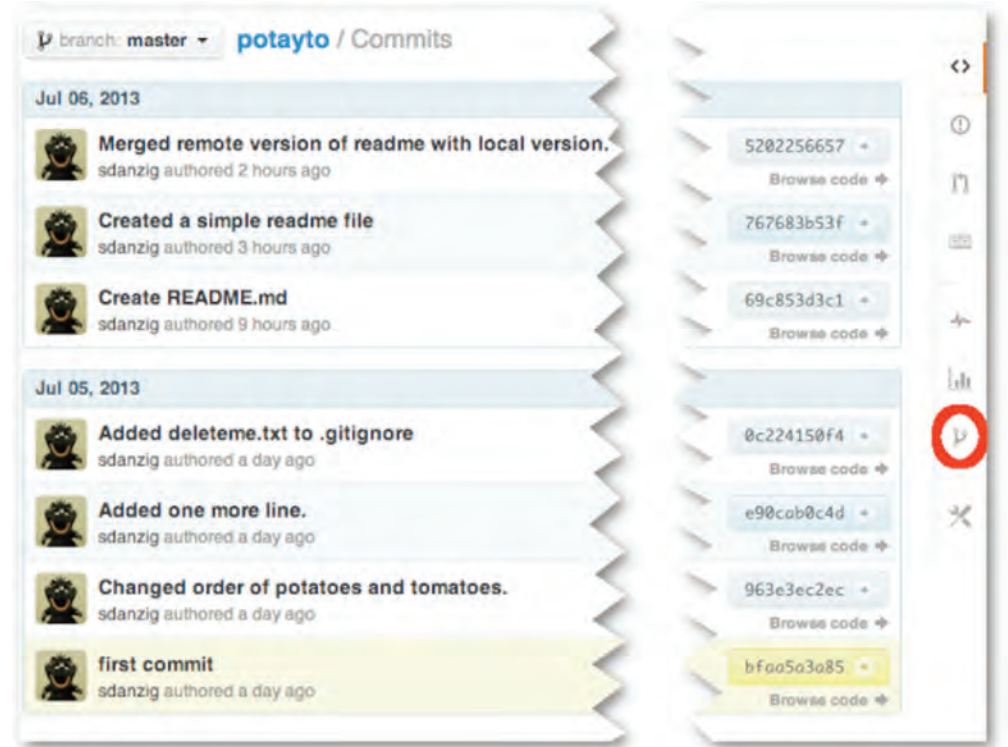 branch: master potayto / Commits
Jul 06, 2013
Merged remote version of readme with local version.
sdanzig authored 2 hours ago
5202256657
Browse code
Created a simple readme file
sdanzig authored 3 hours ago
767683b53f
Browse code
Create README.md
sdanzig authored 9 hours ago
69c853d3c1
Browse code
Jul 05, 2013
Added deleteme.txt to .gitignore
sdanzig authored a day ago
0c224150f4
Browse code
Added one more line.
sdanzig authored a day ago
e90cab0c4d
Browse code
Changed order of potatoes and tomatoes.
sdanzig authored a day ago
963e3ec2ec
Browse code
first commit
sdanzig authored a day ago
bfaa5a3a85
Browse code